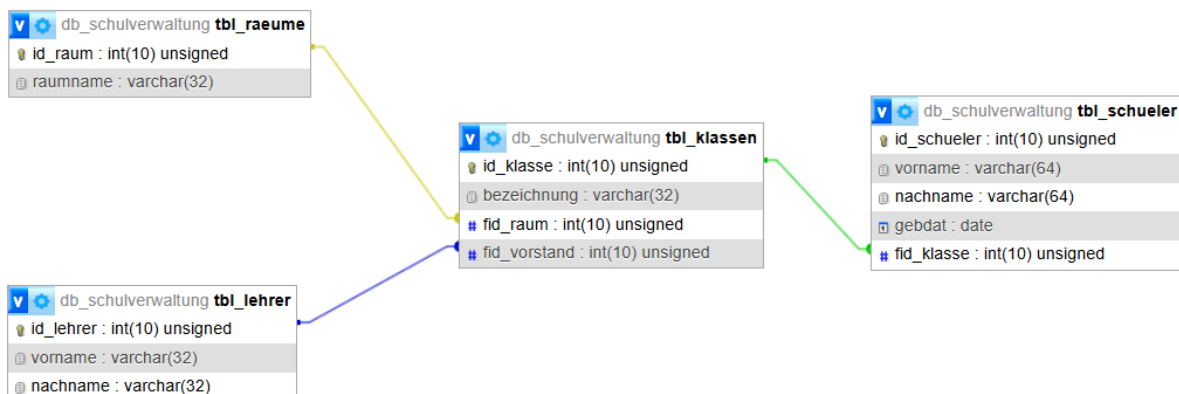 db_schulverwaltung tbl_raeume
id_raum : int(10) unsigned
raumname : varchar(32)
db_schulverwaltung tbl_klassen
id_klasse : int(10) unsigned
bezeichnung : varchar(32)
# fid_raum : int(10) unsigned
# fid_vorstand : int(10) unsigned
db_schulverwaltung tbl_schueler
id_schueler : int(10) unsigned
vorname : varchar(64)
nachname : varchar(64)
gebdat : date
# fid_klasse : int(10) unsigned
db_schulverwaltung tbl_lehrer
id_lehrer : int(10) unsigned
vorname : varchar(32)
nachname : varchar(32)